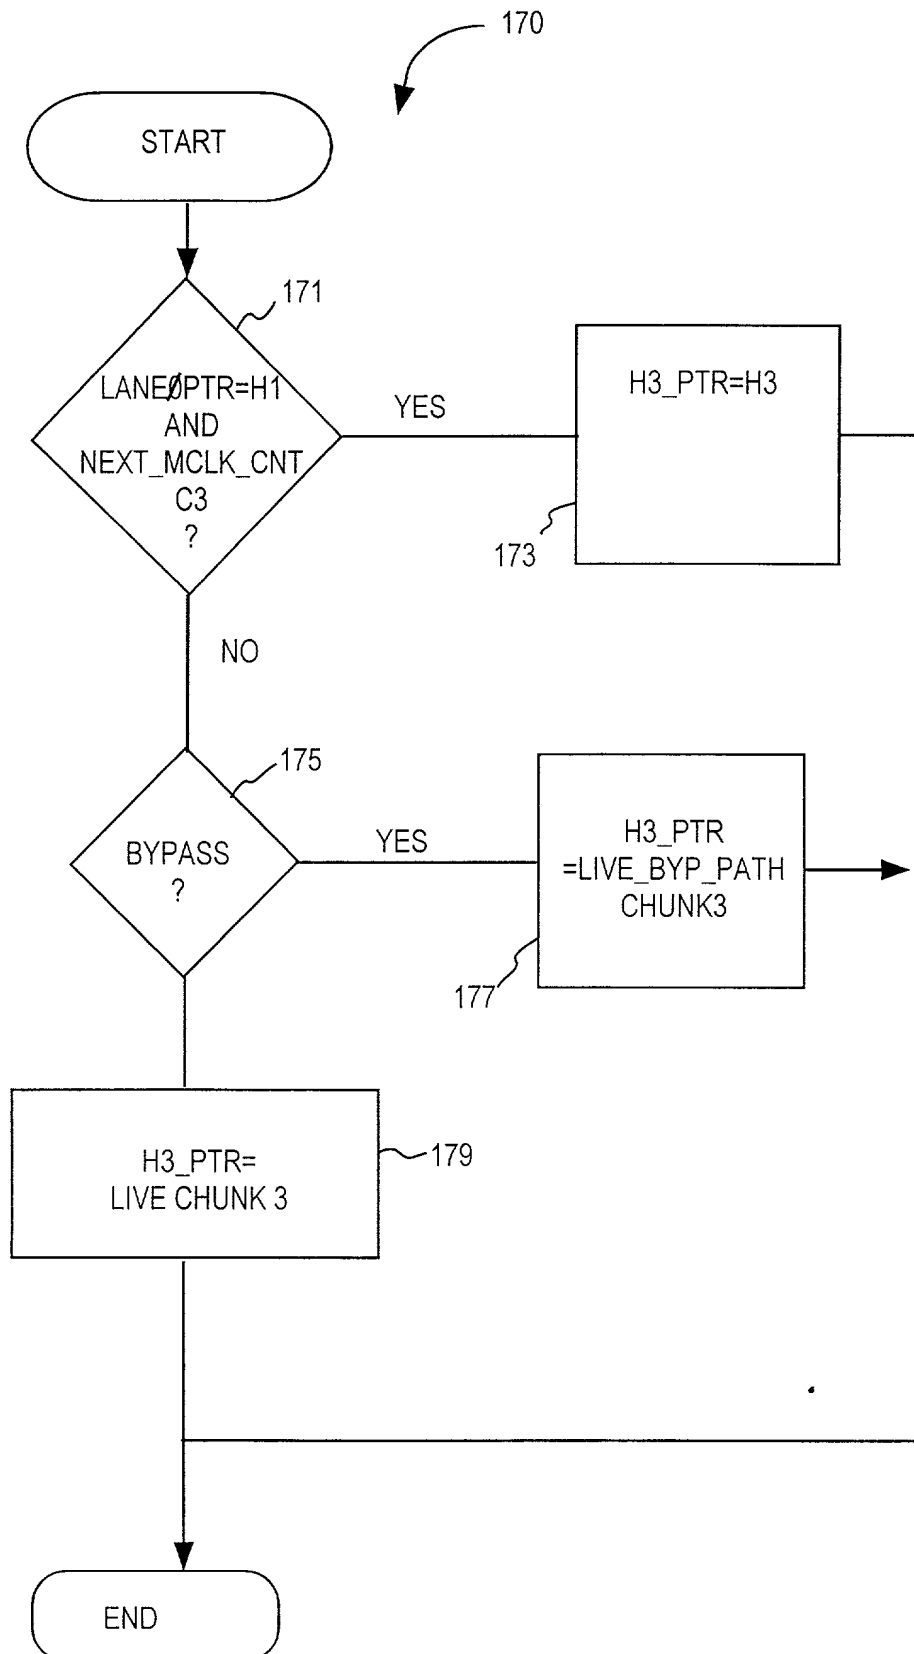 170
START
171
LANEØPTR=H1
AND
NEXT_MCLK_CNT
C3
?
YES
H3_PTR=H3
173
NO
175
BYPASS
?
YES
H3_PTR
=LIVE_BYP_PATH
CHUNK3
177
H3_PTR=
LIVE CHUNK 3
179
END